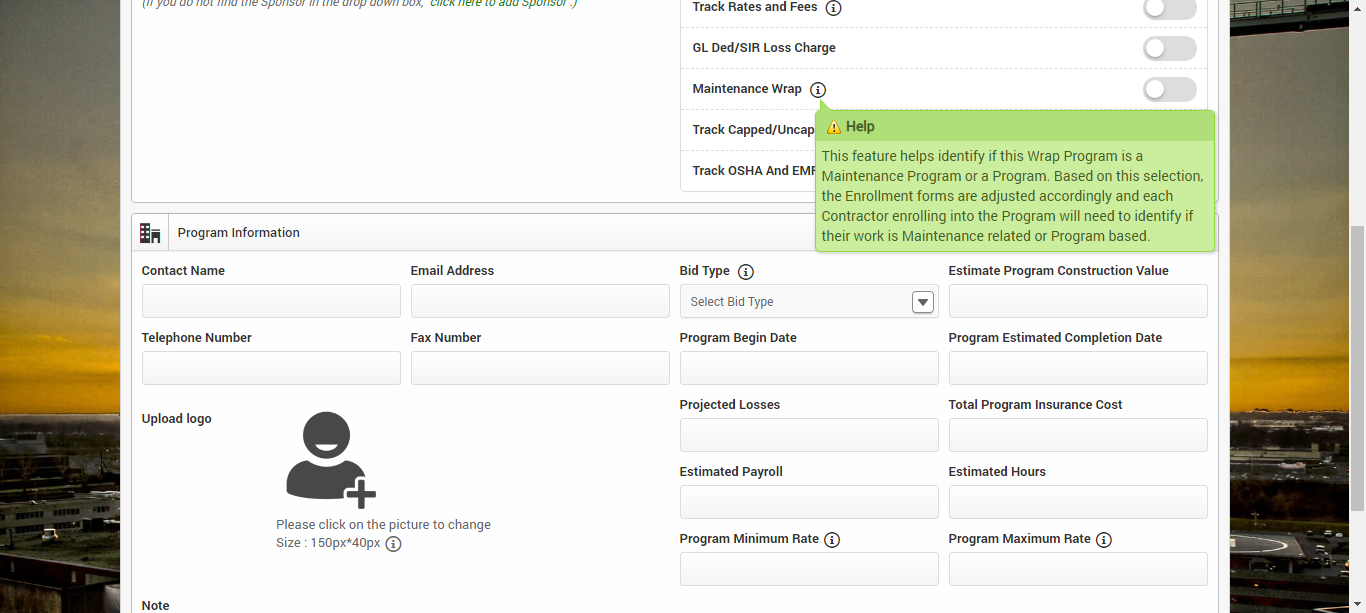 (If you do not find the Sponsor in the drop down box, click here to add Sponsor .)
Track Rates and Fees
GL Ded/SIR Loss Charge
Maintenance Wrap
Track Capped/Uncap
Track OSHA And EMR
Help
This feature helps identify if this Wrap Program is a
Maintenance Program or a Program. Based on this selection,
the Enrollment forms are adjusted accordingly and each
Contractor enrolling into the Program will need to identify if
their work is Maintenance related or Program based.
Program Information
Contact Name
Email Address
Bid Type
Estimate Program Construction Value
Select Bid Type
Telephone Number
Fax Number
Program Begin Date
Program Estimated Completion Date
Upload logo
Projected Losses
Total Program Insurance Cost
Estimated Payroll
Estimated Hours
Please click on the picture to change
Size : 150px*40px
Program Minimum Rate
Program Maximum Rate
Note